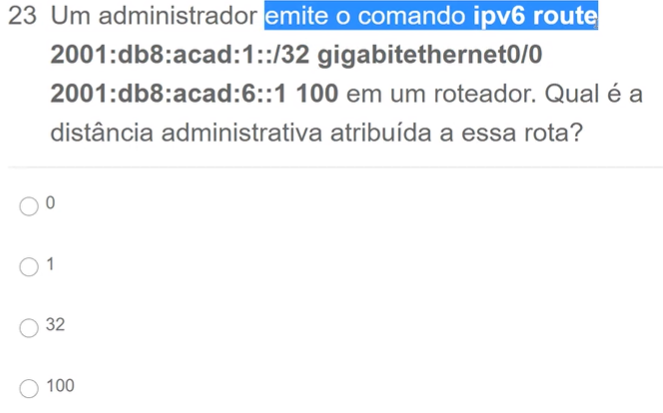 23 Um administrador emite o comando ipv6 route
2001:db8:acad:1::/32 gigabitethernet0/0
2001:db8:acad:6::1 100 em um roteador. Qual é a
distância administrativa atribuída a essa rota?
0
1
32
100